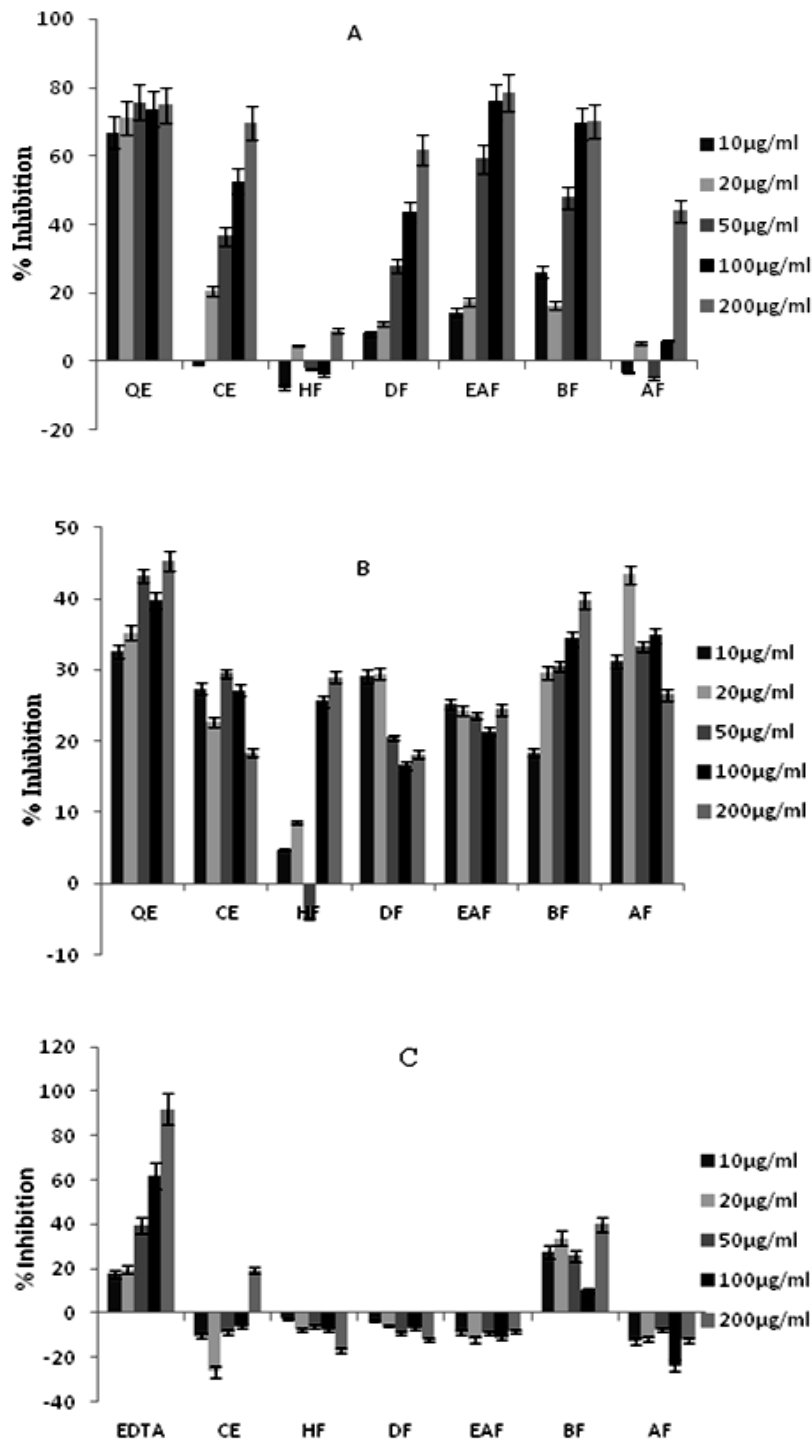 A
100
80
60
40
20
0
-20
% Inhibition
QE CE HF DF EAF BF AF
10µg/ml
20µg/ml
50µg/ml
100µg/ml
200µg/ml
B
50
40
30
20
10
0
-10
% Inhibition
QE CE HF DF EAF BF AF
10µg/ml
20µg/ml
50µg/ml
100µg/ml
200µg/ml
C
120
100
80
60
40
20
0
-20
-40
% Inhibition
EDTA CE HF DF EAF BF AF
10µg/ml
20µg/ml
50µg/ml
100µg/ml
200µg/ml